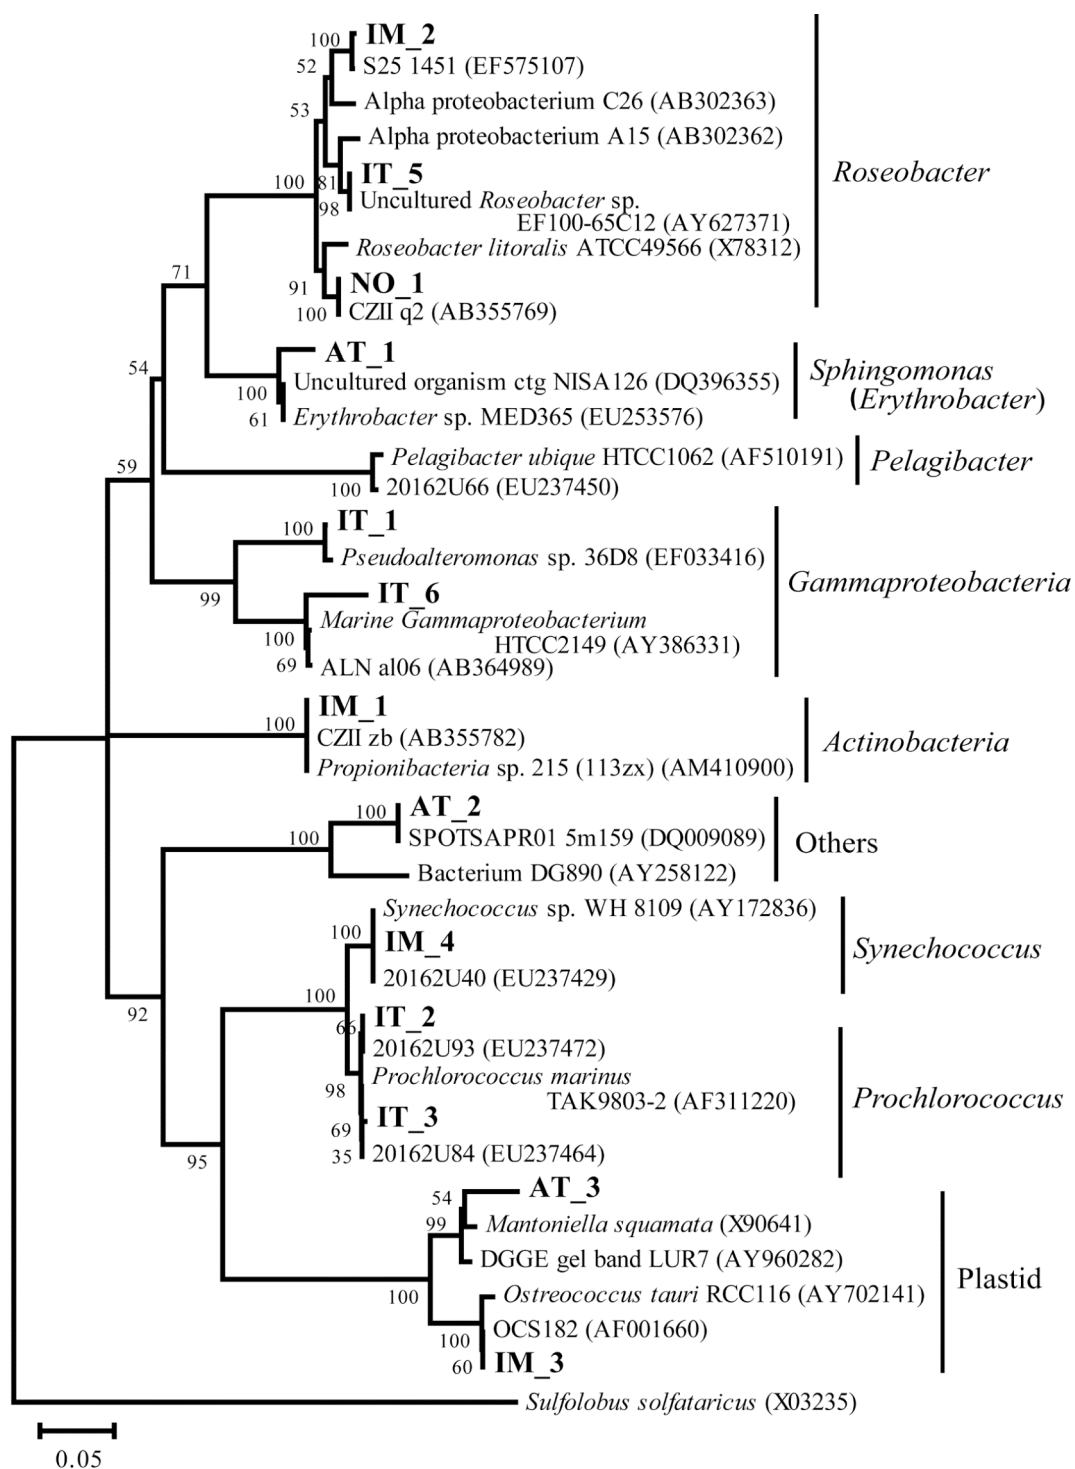 100 IM_2
52 S25 1451 (EF575107)
Alpha proteobacterium C26 (AB302363)
53
Alpha proteobacterium A15 (AB302362)
IT_5
100 81 Roseobacter
Uncultured Roseobacter sp.
98
EF100-65C12 (AY627371)
Roseobacter litoralis ATCC49566 (X78312)
71
91 NO_1
100 CZII q2 (AB355769)
AT_1
54
Uncultured organism ctg NISA126 (DQ396355)
Sphingomonas
100
(Erythrobacter)
61 Erythrobacter sp. MED365 (EU253576)
59
Pelagibacter ubique HTCC1062 (AF510191)
Pelagibacter
100 20162U66 (EU237450)
100 IT_1
Pseudoalteromonas sp. 36D8 (EF033416)
Gammaproteobacteria
99 IT_6
Marine Gammaproteobacterium
100 HTCC2149 (AY386331)
69 ALN al06 (AB364989)
IM_1
100 CZII zb (AB355782)
Actinobacteria
Propionibacteria sp. 215 (113zx) (AM410900)
100 AT_2
100 SPOTSAPR01 5m159 (DQ009089)
Others
Bacterium DG890 (AY258122)
Synechococcus sp. WH 8109 (AY172836)
100 IM_4
Synechococcus
20162U40 (EU237429)
100
92
IT_2
66
20162U93 (EU237472)
Prochlorococcus marinus
98
TAK9803-2 (AF311220)
Prochlorococcus
IT_3
69
35 20162U84 (EU237464)
95
AT_3
54
99 Mantoniella squamata (X90641)
DGGE gel band LUR7 (AY960282)
Plastid
100 Ostreococcus tauri RCC116 (AY702141)
OCS182 (AF001660)
100
60 IM_3
Sulfolobus solfataricus (X03235)
0.05